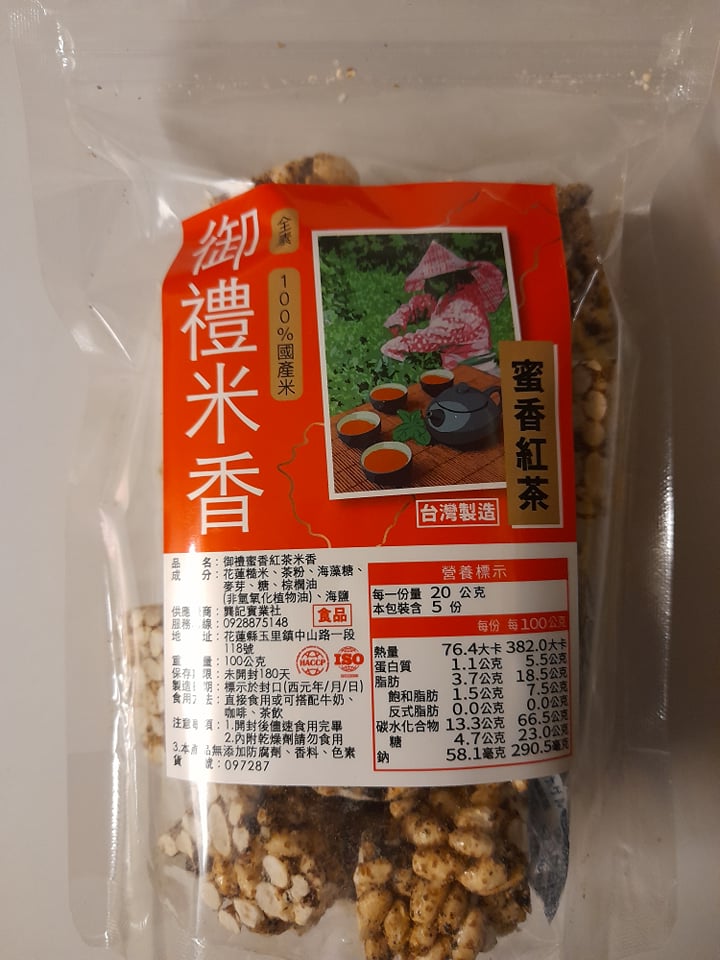 御禮米香
全素
100%國產米
蜜香紅茶
台灣製造
品 名：御禮蜜香紅茶米香
成 分：花蓮糙米、茶粉、海藻糖、
麥芽、糖、棕櫚油
(非氫氧化植物油)、海鹽
供應 商：龔記實業社
食品
服務 線：0928875148
地 址：花蓮縣玉里鎮中山路一段
118號
重 量：100公克
HACCP
ISO
保存 限：未開封180天
製造 期：標示於封口(西元年/月/日)
食用 法：直接食用或可搭配牛奶、
咖啡、茶飲
注意 項：1.開封後儘速食用完畢
2.內附乾燥劑請勿食用
3.本產品無添加防腐劑、香料、色素
貨 號：097287
營養標示
每一份量 20 公克
本包裝含 5 份
每份 每100公克
熱量 76.4大卡 382.0大卡
蛋白質 1.1公克 5.5公克
脂肪 3.7公克 18.5公克
飽和脂肪 1.5公克 7.5公克
反式脂肪 0.0公克 0.0公克
碳水化合物 13.3公克 66.5公克
糖 4.7公克 23.0公克
鈉 58.1毫克 290.5毫克